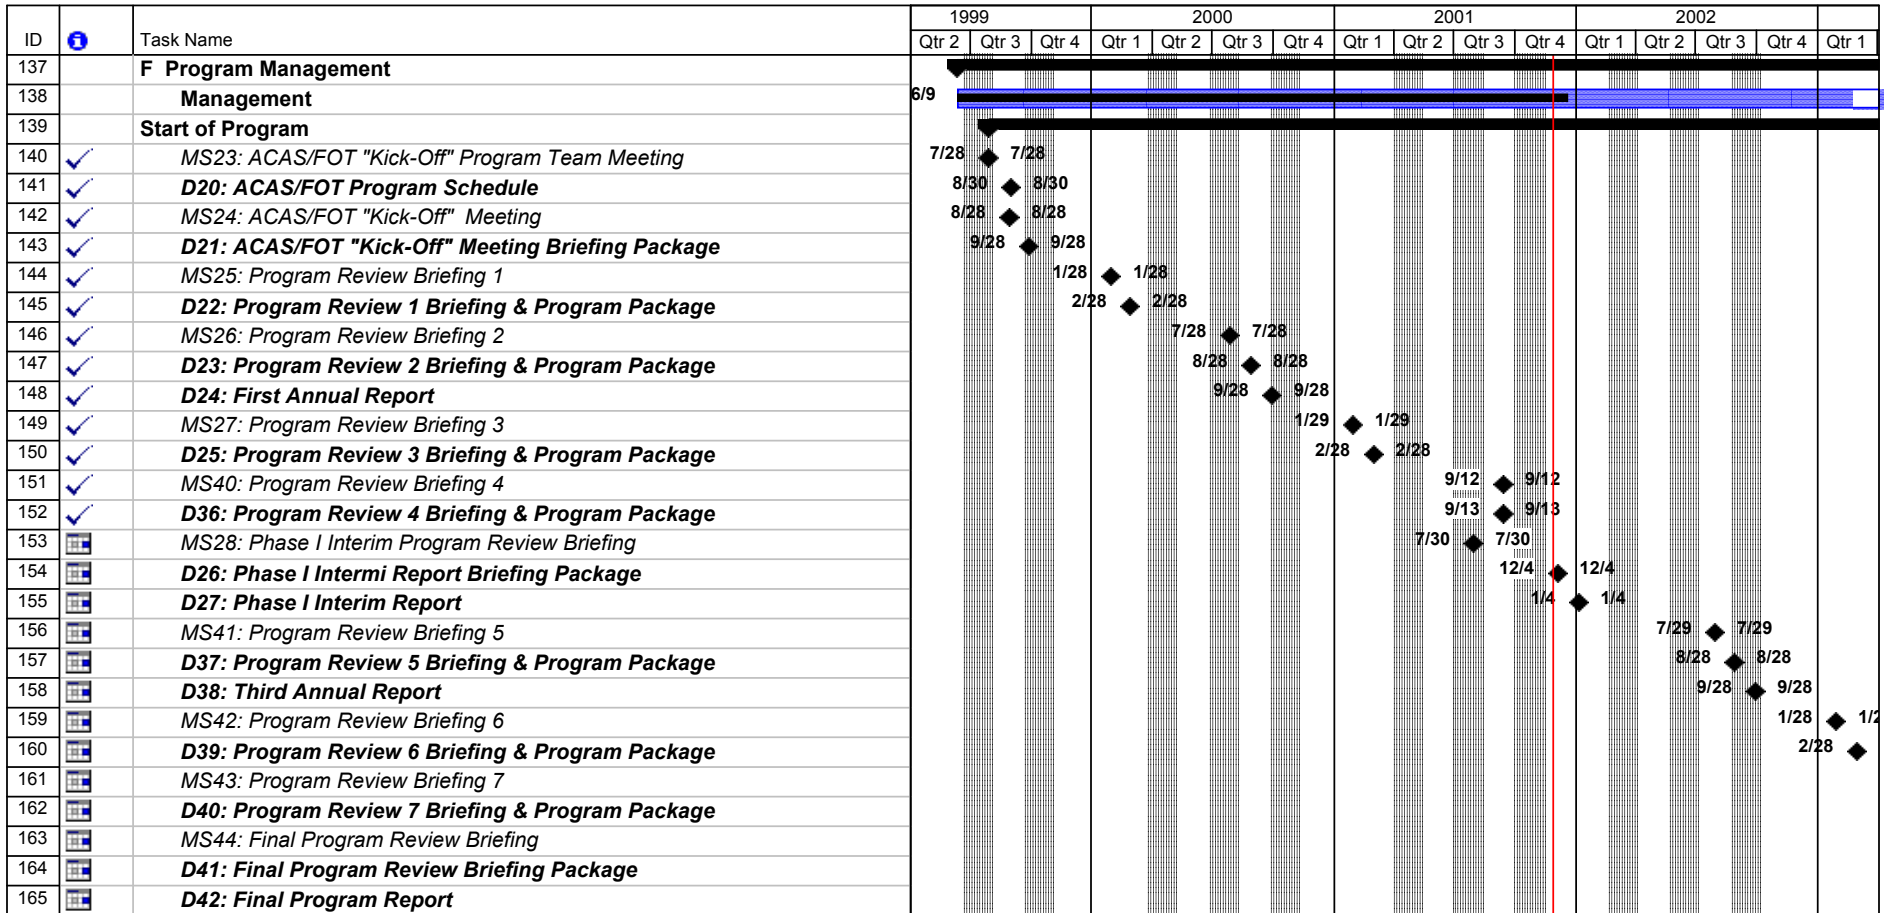 1999 2000 2001 2002
ID Task Name Qtr 2 Qtr 3 Qtr 4 Qtr 1 Qtr 2 Qtr 3 Qtr 4 Qtr 1 Qtr 2 Qtr 3 Qtr 4 Qtr 1 Qtr 2 Qtr 3 Qtr 4 Qtr 1
137 F Program Management
138 Management 6/9
139 Start of Program
140 MS23: ACAS/FOT "Kick-Off" Program Team Meeting 7/28 7/28
141 D20: ACAS/FOT Program Schedule 8/30 8/30
142 MS24: ACAS/FOT "Kick-Off" Meeting 8/28 8/28
143 D21: ACAS/FOT "Kick-Off" Meeting Briefing Package 9/28 9/28
144 MS25: Program Review Briefing 1 1/28 1/28
145 D22: Program Review 1 Briefing & Program Package 2/28 2/28
146 MS26: Program Review Briefing 2 7/28 7/28
147 D23: Program Review 2 Briefing & Program Package 8/28 8/28
148 D24: First Annual Report 9/28 9/28
149 MS27: Program Review Briefing 3 1/29 1/29
150 D25: Program Review 3 Briefing & Program Package 2/28 2/28
151 MS40: Program Review Briefing 4 9/12 9/12
152 D36: Program Review 4 Briefing & Program Package 9/13 9/13
153 MS28: Phase I Interim Program Review Briefing 7/30 7/30
154 D26: Phase I Intermi Report Briefing Package 12/4 12/4
155 D27: Phase I Interim Report 1/4 1/4
156 MS41: Program Review Briefing 5 7/29 7/29
157 D37: Program Review 5 Briefing & Program Package 8/28 8/28
158 D38: Third Annual Report 9/28 9/28
159 MS42: Program Review Briefing 6 1/28
160 D39: Program Review 6 Briefing & Program Package 2/28
161 MS43: Program Review Briefing 7
162 D40: Program Review 7 Briefing & Program Package
163 MS44: Final Program Review Briefing
164 D41: Final Program Review Briefing Package
165 D42: Final Program Report